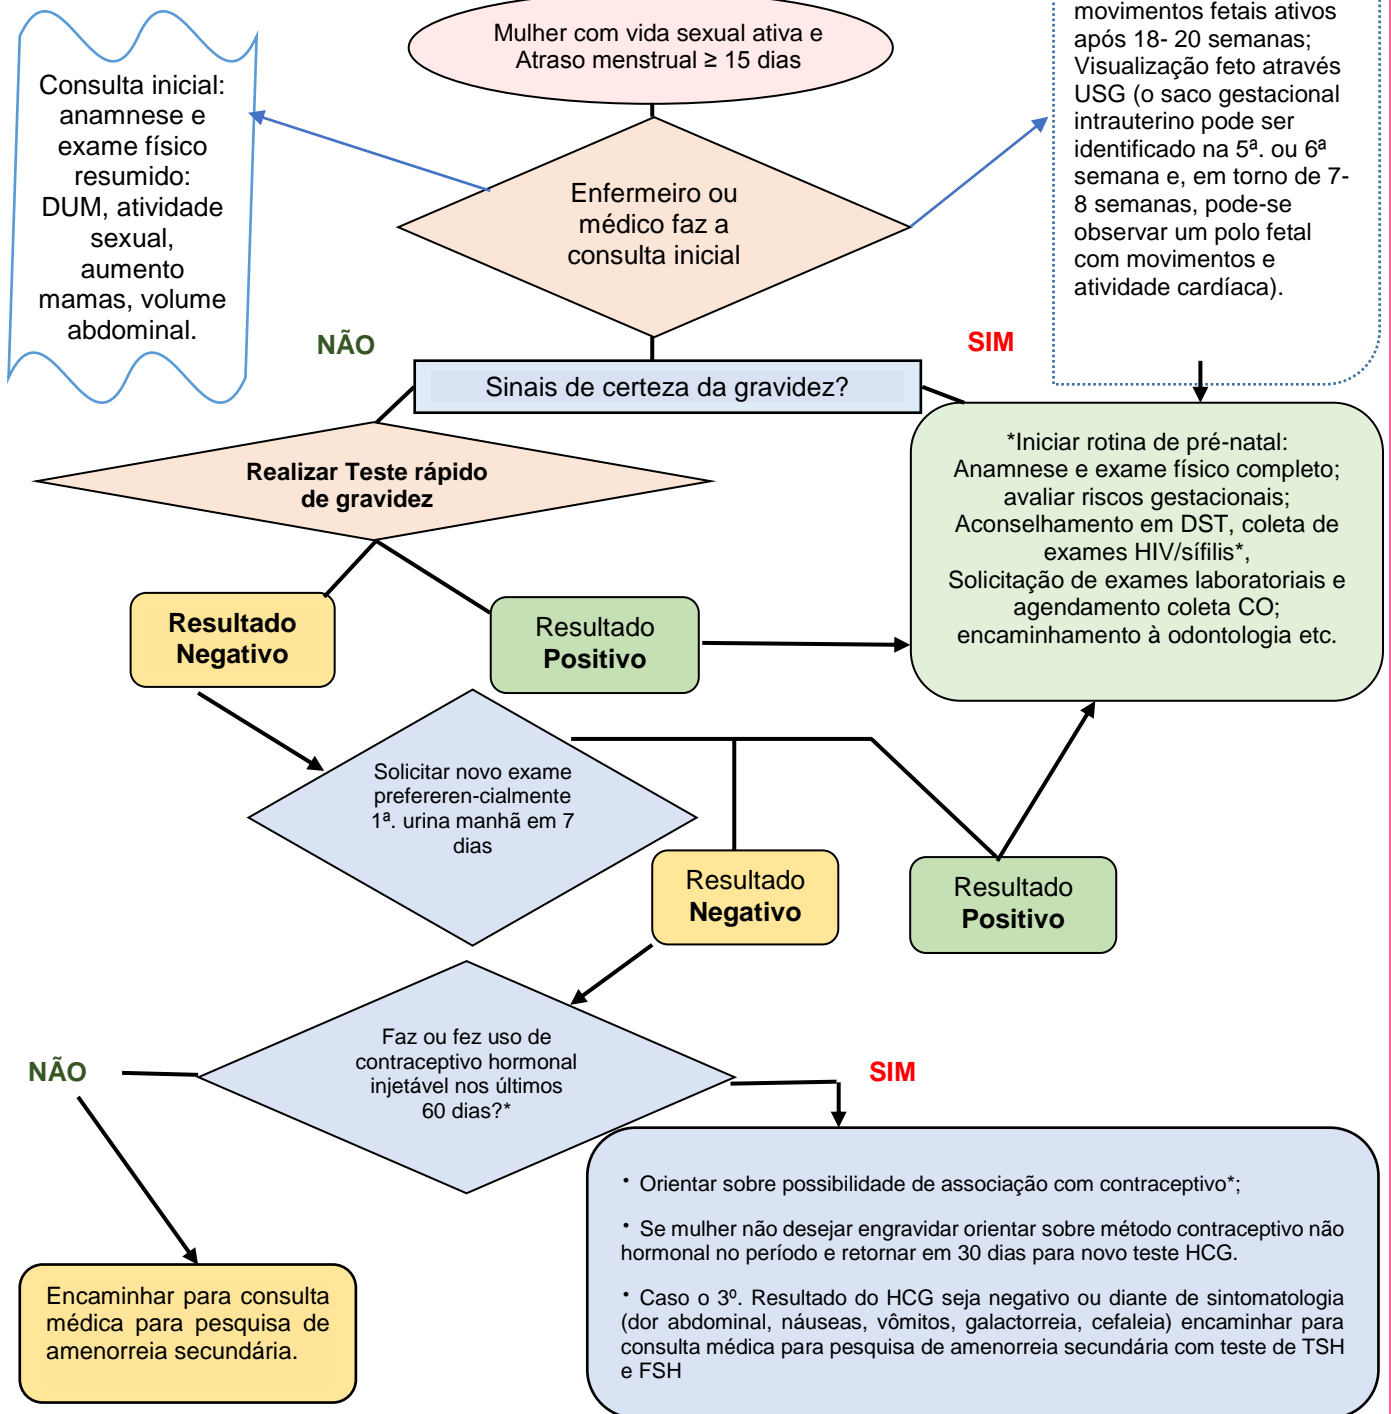 Mulher com vida sexual ativa e
Atraso menstrual ≥ 15 dias
Consulta inicial:
anamnese e
exame físico
resumido:
DUM, atividade
sexual,
aumento
mamas, volume
abdominal.
Enfermeiro ou
médico faz a
consulta inicial
movimentos fetais ativos
após 18- 20 semanas;
Visualização feto através
USG (o saco gestacional
intrauterino pode ser
identificado na 5ª. ou 6ª
semana e, em torno de 7-
8 semanas, pode-se
observar um polo fetal
com movimentos e
atividade cardíaca).
NÃO
SIM
Sinais de certeza da gravidez?
Realizar Teste rápido
de gravidez
*Iniciar rotina de pré-natal:
Anamnese e exame físico completo;
avaliar riscos gestacionais;
Aconselhamento em DST, coleta de
exames HIV/sífilis*,
Solicitação de exames laboratoriais e
agendamento coleta CO;
encaminhamento à odontologia etc.
Resultado
Negativo
Resultado
Positivo
Solicitar novo exame
prefereren-cialmente
1ª. urina manhã em 7
dias
Resultado
Negativo
Resultado
Positivo
Faz ou fez uso de
contraceptivo hormonal
injetável nos últimos
60 dias?*
NÃO
SIM
Encaminhar para consulta
médica para pesquisa de
amenorreia secundária.
• Orientar sobre possibilidade de associação com contraceptivo*;
• Se mulher não desejar engravidar orientar sobre método contraceptivo não
hormonal no período e retornar em 30 dias para novo teste HCG.
• Caso o 3º. Resultado do HCG seja negativo ou diante de sintomatologia
(dor abdominal, náuseas, vômitos, galactorreia, cefaleia) encaminhar para
consulta médica para pesquisa de amenorreia secundária com teste de TSH
e FSH